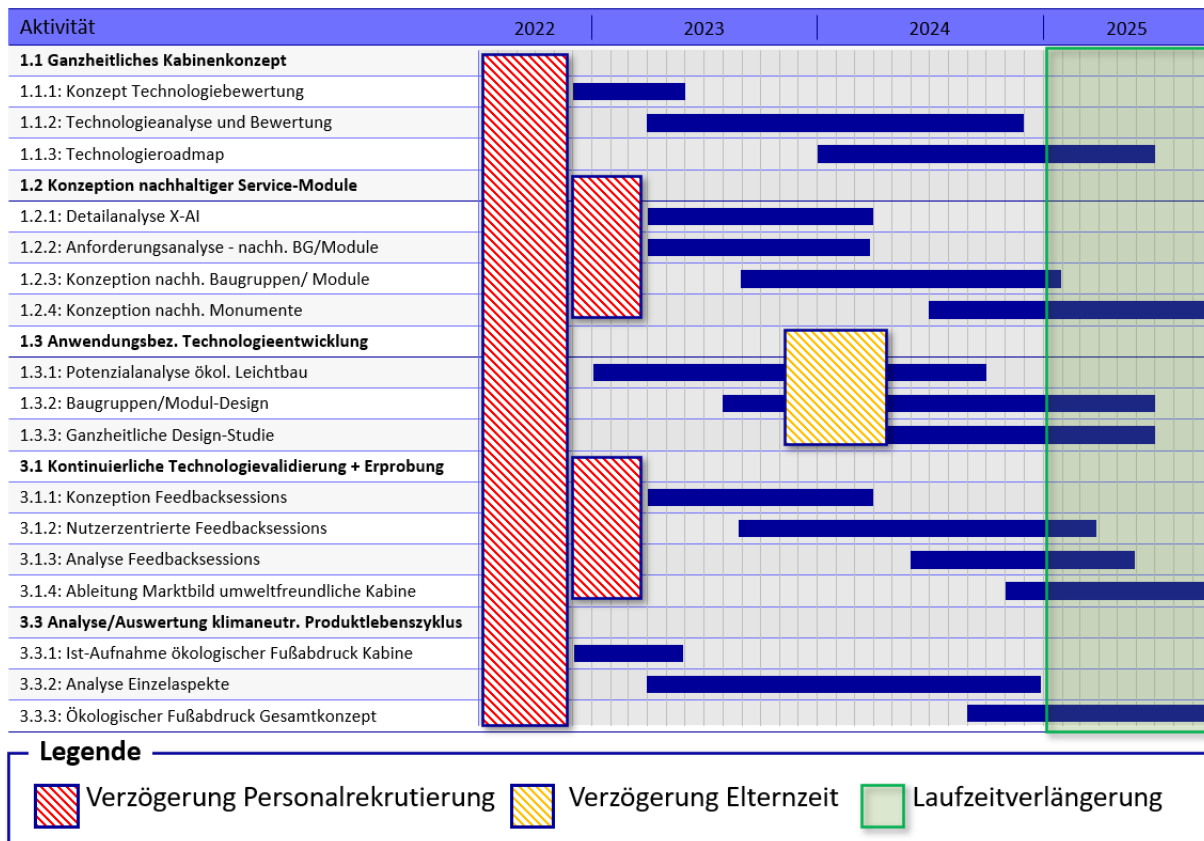 Aktivität 2022 2023 2024 2025
1.1 Ganzheitliches Kabinenkonzept
1.1.1: Konzept Technologiebewertung
1.1.2: Technologieanalyse und Bewertung
1.1.3: Technologieroadmap
1.2 Konzeption nachhaltiger Service-Module
1.2.1: Detailanalyse X-AI
1.2.2: Anforderungsanalyse - nachh. BG/Module
1.2.3: Konzeption nachh. Baugruppen/ Module
1.2.4: Konzeption nachh. Monumente
1.3 Anwendungsbez. Technologieentwicklung
1.3.1: Potenzialanalyse ökol. Leichtbau
1.3.2: Baugruppen/Modul-Design
1.3.3: Ganzheitliche Design-Studie
3.1 Kontinuierliche Technologievalidierung + Erprobung
3.1.1: Konzeption Feedbacksessions
3.1.2: Nutzerzentrierte Feedbacksessions
3.1.3: Analyse Feedbacksessions
3.1.4: Ableitung Marktbild umweltfreundliche Kabine
3.3 Analyse/Auswertung klimaneutr. Produktlebenszyklus
3.3.1: Ist-Aufnahme ökologischer Fußabdruck Kabine
3.3.2: Analyse Einzelaspekte
3.3.3: Ökologischer Fußabdruck Gesamtkonzept
Legende
Verzögerung Personalrekrutierung Verzögerung Elternzeit Laufzeitverlängerung